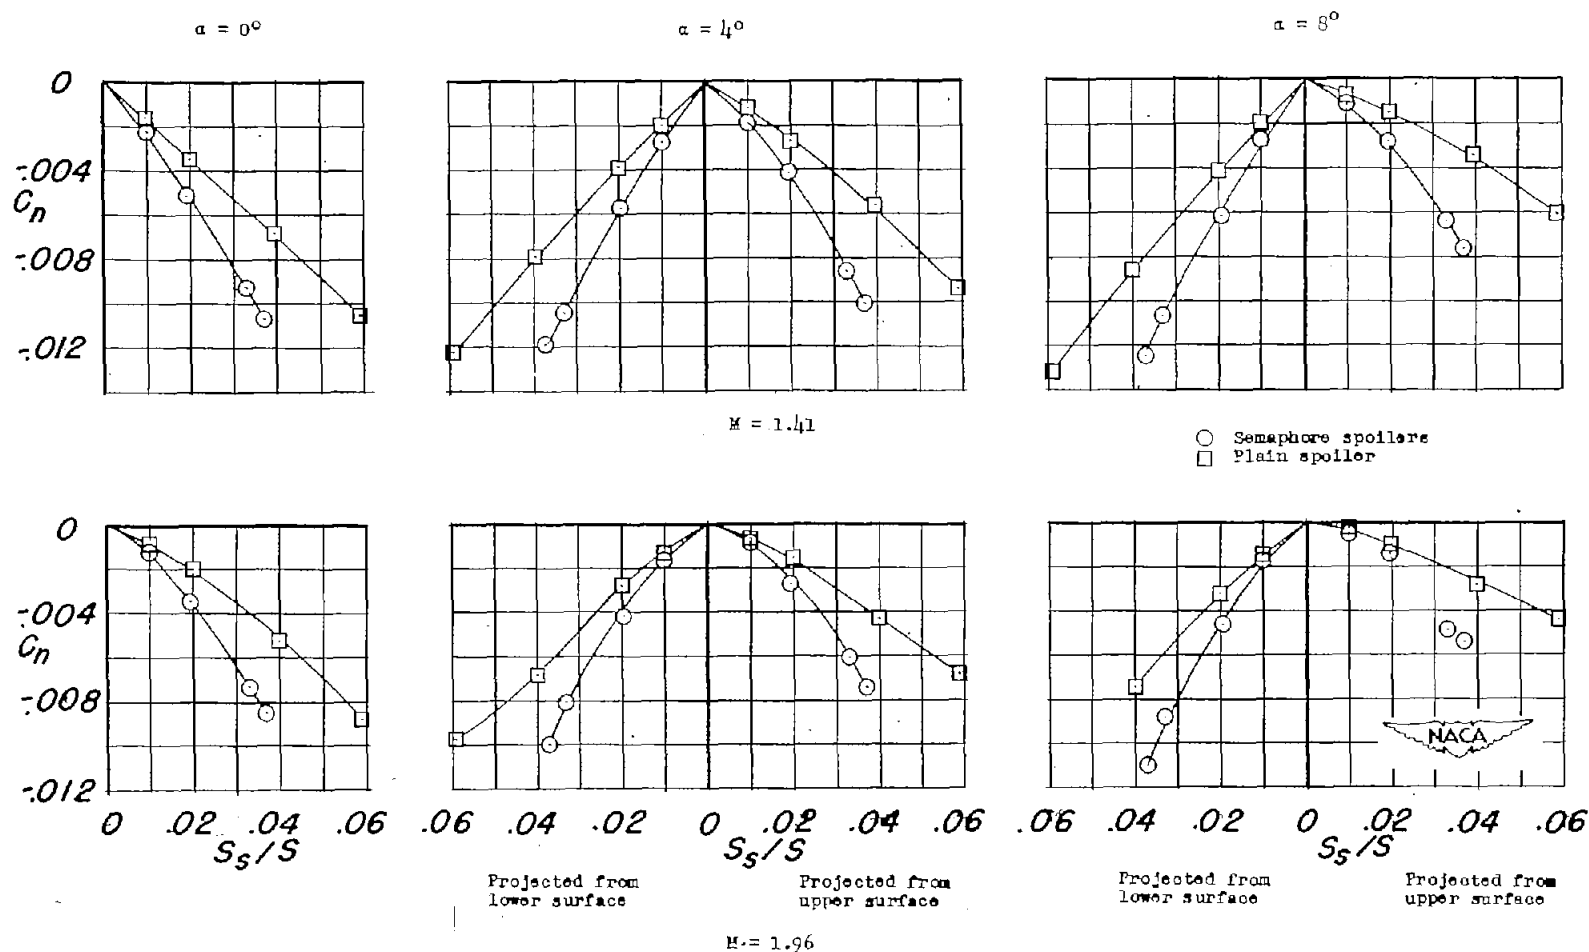 α = 0°
α = 4°
α = 8°
0
-.004
Cn
-.008
-.012
M = 1.41
Semaphore spoilers
Plain spoiler
0
-.004
Cn
-.008
-.012
NACA
0 .02 .04 .06
.06 .04 .02 0 .02 .04 .06
.06 .04 .02 0 .02 .04 .06
Ss/S
Ss/S
Ss/S
Projected from
lower surface
Projected from
upper surface
Projected from
lower surface
Projected from
upper surface
M = 1.96